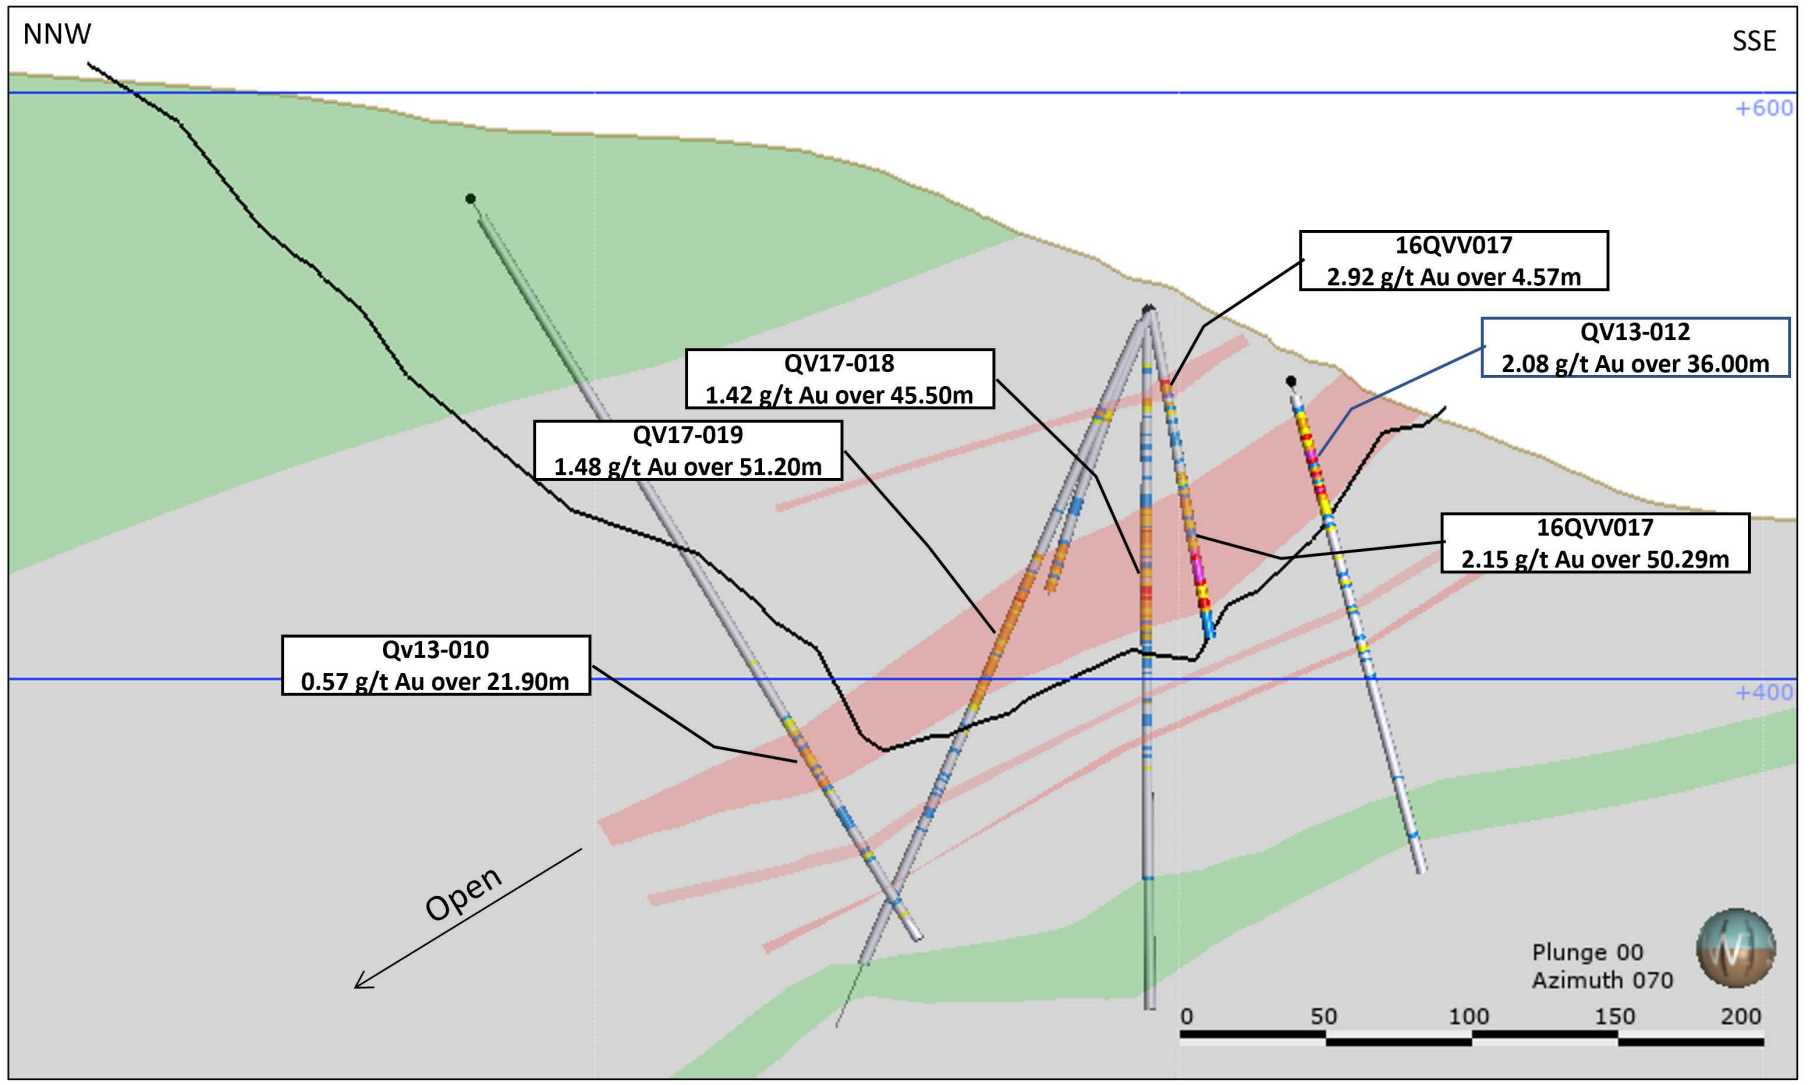 NNW
SSE
+600
16QVV017
2.92 g/t Au over 4.57m
QV13-012
2.08 g/t Au over 36.00m
QV17-018
1.42 g/t Au over 45.50m
QV17-019
1.48 g/t Au over 51.20m
16QVV017
2.15 g/t Au over 50.29m
Qv13-010
0.57 g/t Au over 21.90m
+400
Open
Plunge 00
Azimuth 070
0 50 100 150 200